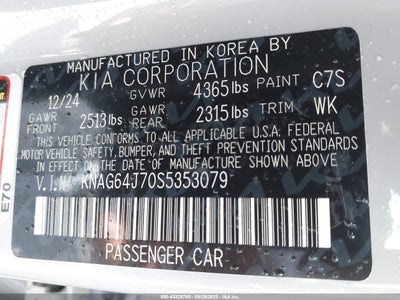 MANUFACTURED IN KOREA BY
KIA CORPORATION
12/24 GVWR 4365 lbs PAINT C7S
GAWR FRONT 2513 lbs GAWR REAR 2315 lbs TRIM WK
THIS VEHICLE CONFORMS TO ALL APPLICABLE U.S.A. FEDERAL
MOTOR VEHICLE SAFETY, BUMPER, AND THEFT PREVENTION STANDARDS
IN EFFECT ON THE DATE OF MANUFACTURE SHOWN ABOVE.
V.I.N KNAG64J70S5353079
PASSENGER CAR
E70